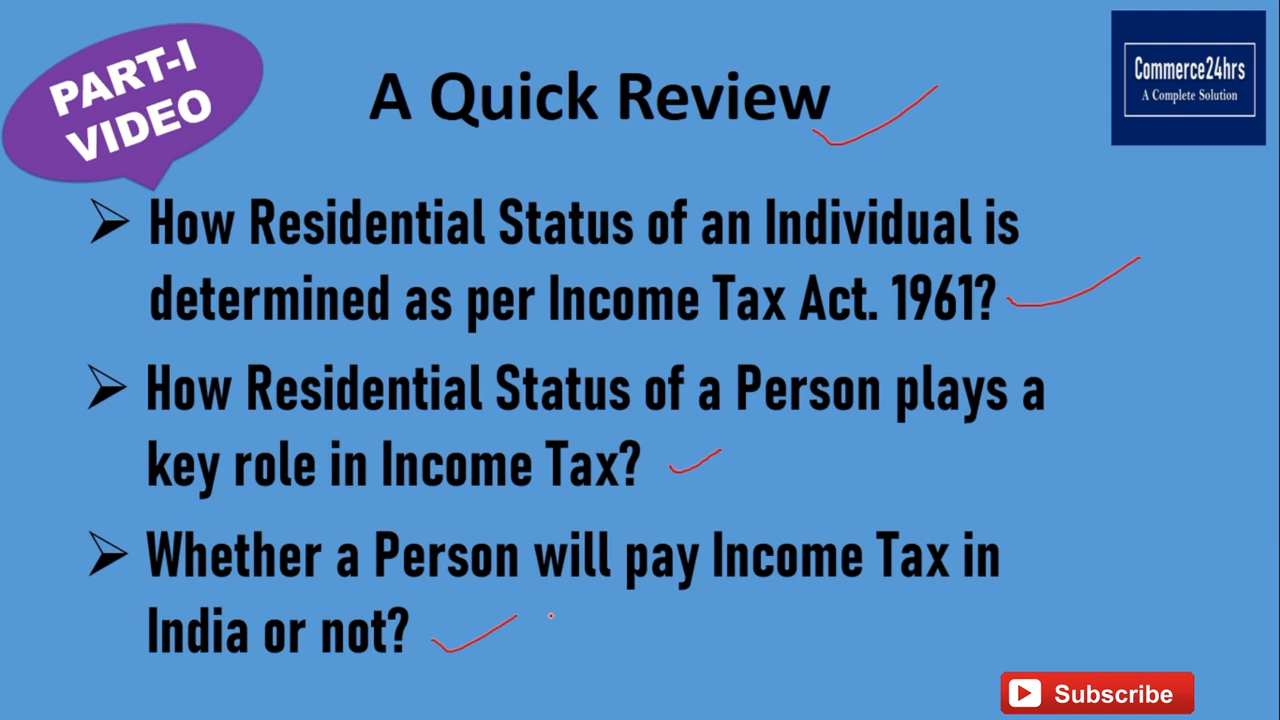 PART-I
VIDEO
A Quick Review
Commerce24hrs
A Complete Solution
How Residential Status of an Individual is
determined as per Income Tax Act. 1961?
How Residential Status of a Person plays a
key role in Income Tax?
Whether a Person will pay Income Tax in
India or not?
Subscribe